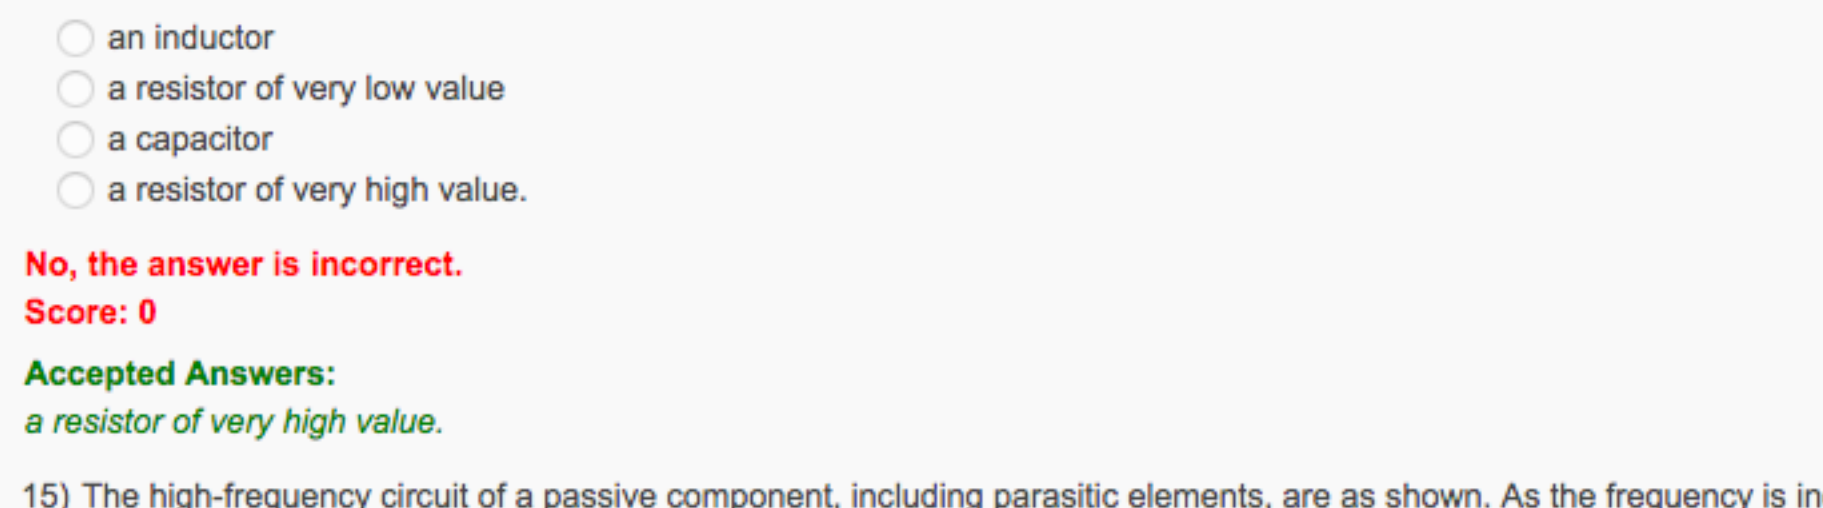 an inductor
a resistor of very low value
a capacitor
a resistor of very high value.
No, the answer is incorrect.
Score: 0
Accepted Answers:
a resistor of very high value.
15) The high-frequency circuit of a passive component, including parasitic elements, are as shown. As the frequency is in